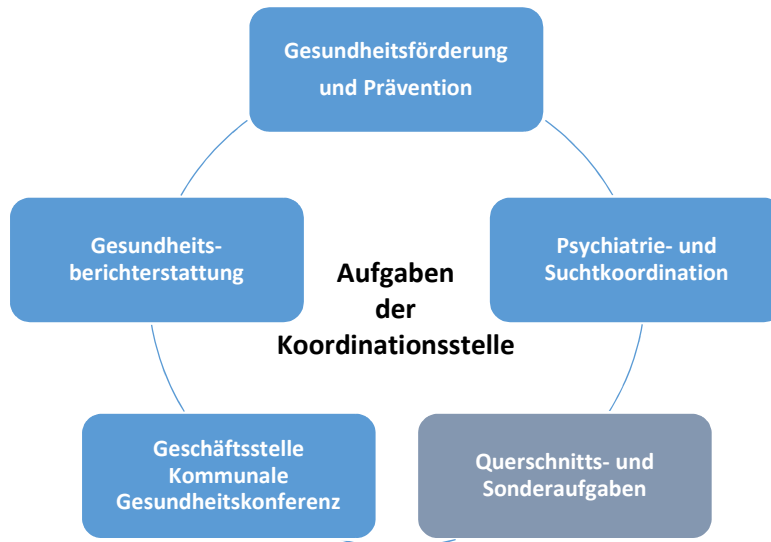 Gesundheitsförderung
und Prävention
Gesundheits-
berichterstattung
Psychiatrie- und
Suchtkoordination
Aufgaben
der
Koordinationsstelle
Geschäftsstelle
Kommunale
Gesundheitskonferenz
Querschnitts- und
Sonderaufgaben